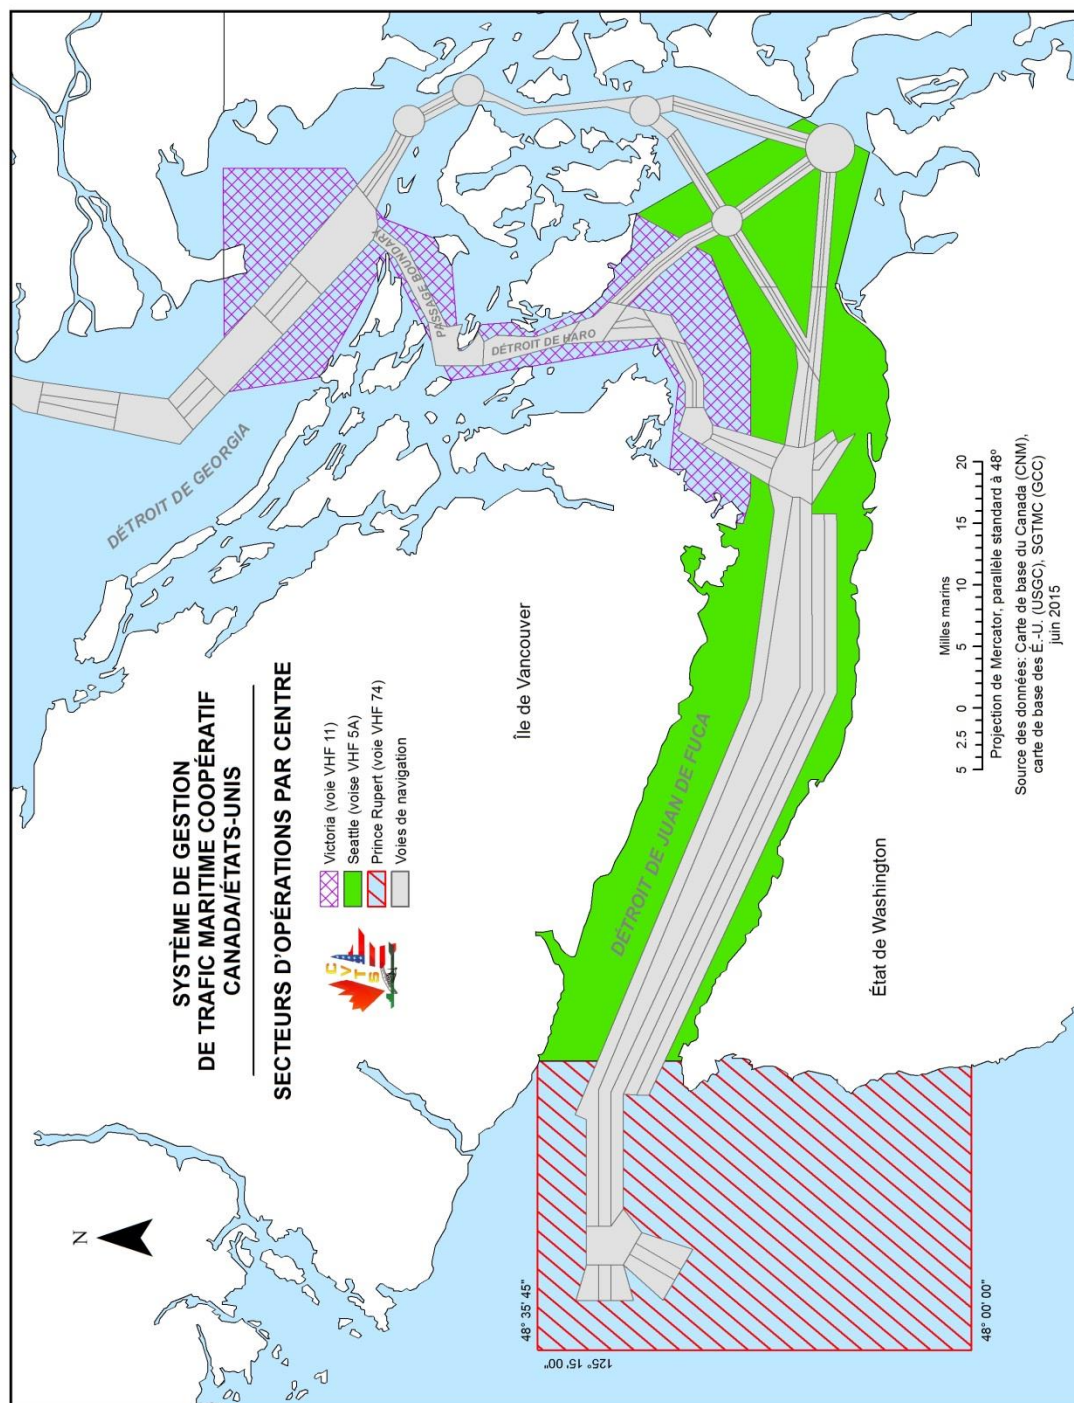 SYSTÈME DE GESTION
DE TRAFIC MARITIME COOPÉRATIF
CANADA/ÉTATS-UNIS
SECTEURS D'OPÉRATIONS PAR CENTRE
Victoria (voie VHF 11)
Seattle (voise VHF 5A)
Prince Rupert (voie VHF 74)
Voies de navigation
CVTS
N
DÉTROIT DE GEORGIA
PASSAGE BOUNDARY
DÉTROIT DE HARO
Île de Vancouver
DÉTROIT DE JUAN DE FUCA
État de Washington
48° 35' 45"
125° 15' 00"
48° 00' 00"
Milles marins
5 2.5 0 5 10 15 20
Projection de Mercator, parallèle standard à 48°
Source des données: Carte de base du Canada (CNM),
carte de base des É.-U. (USGC), SGTMC (GCC)
juin 2015